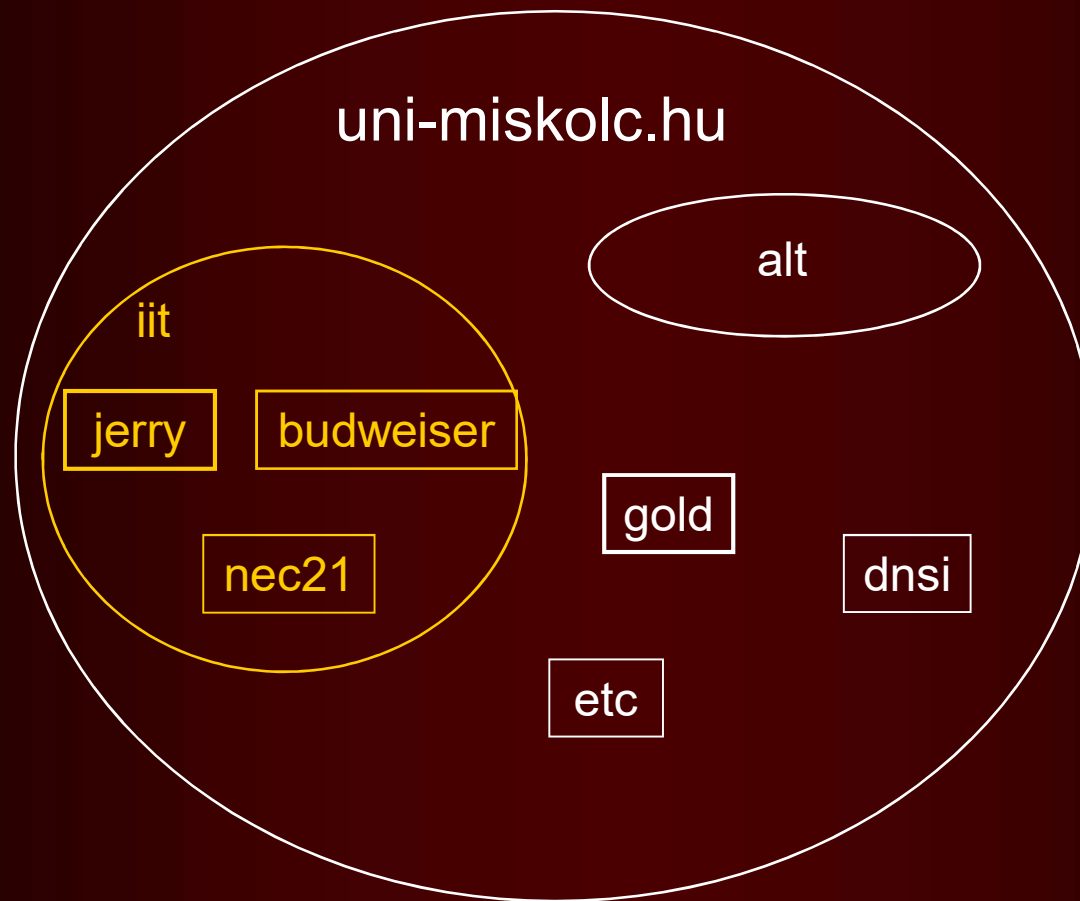 uni-miskolc.hu
alt
iit
jerry
budweiser
gold
nec21
dnsi
etc